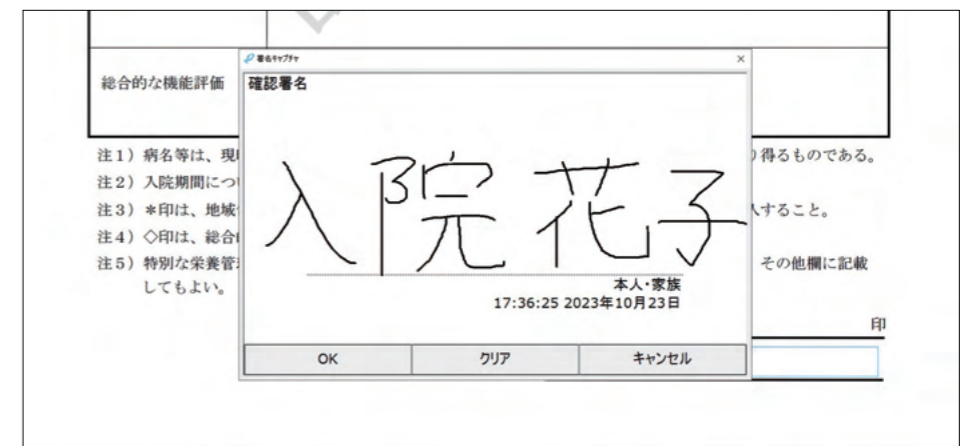 総合的な機能評価
署名キャプチャ
確認署名
入院 花子
本人・家族
17:36:25 2023年10月23日
OK
クリア
キャンセル
注1）病名等は、現
り得るものである。
注2）入院期間につ
注3）＊印は、地域
すること。
注4）◇印は、総合
注5）特別な栄養管
その他欄に記載
してもよい。
印